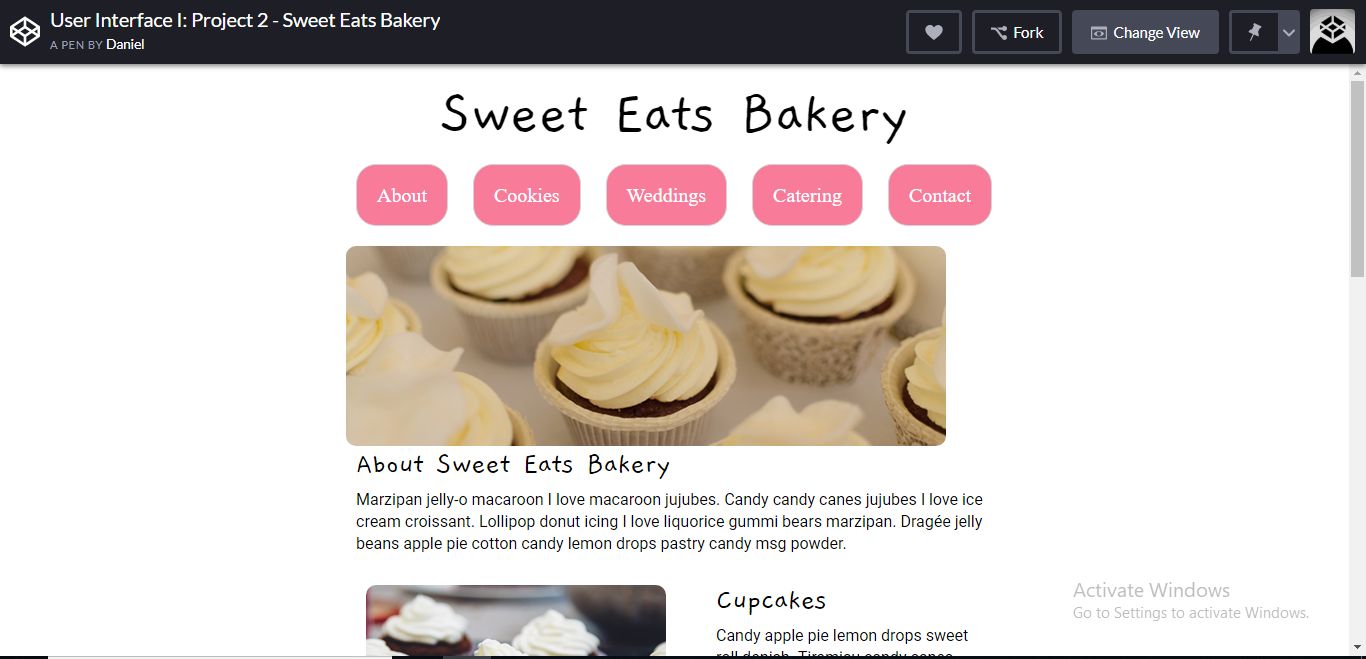 User Interface I: Project 2 - Sweet Eats Bakery
A PEN BY Daniel
Fork
Change View
Sweet Eats Bakery
About
Cookies
Weddings
Catering
Contact
About Sweet Eats Bakery
Marzipan jelly-o macaroon I love macaroon jujubes. Candy candy canes jujubes I love ice
cream croissant. Lollipop donut icing I love liquorice gummi bears marzipan. Dragée jelly
beans apple pie cotton candy lemon drops pastry candy msg powder.
Cupcakes
Candy apple pie lemon drops sweet
Activate Windows
Go to Settings to activate Windows.